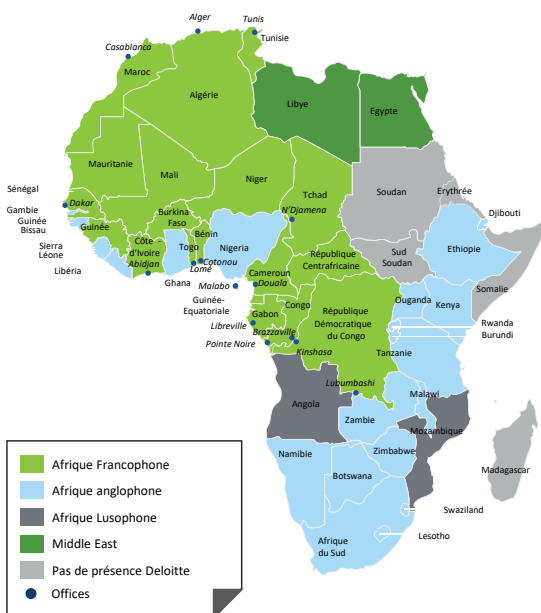 Alger
Tunis
Tunisie
Casablanca
Maroc
Algérie
Libye
Egypte
Mauritanie
Mali
Niger
Tchad
Soudan
Erythrée
Sénégal
Dakar
Gambie
Guinée
Bissau
Guinée
Burkina
Faso
Bénin
N'Djamena
Djibouti
Sierra
Léone
Côte -
d'Ivoire
Abidjan
Togo
Nigeria
République
Centrafricaine
Sud
Soudan
Ethiopie
Libéria
Ghana
Lomé
Cotonou
Cameroun
Douala
Malabo
Somalie
Guinée-
Equatoriale
Gabon
Congo
République
Démocratique
du Congo
Ouganda
Kenya
Libreville
Brazzaville
Rwanda
Burundi
Pointe Noire
Kinshasa
Tanzanie
Lubumbashi
Angola
Malawi
Zambie
Mozambique
Namibie
Zimbabwe
Botswana
Madagascar
Swaziland
Afrique
du Sud
Lesotho
Afrique Francophone
Afrique anglophone
Afrique Lusophone
Middle East
Pas de présence Deloitte
Offices